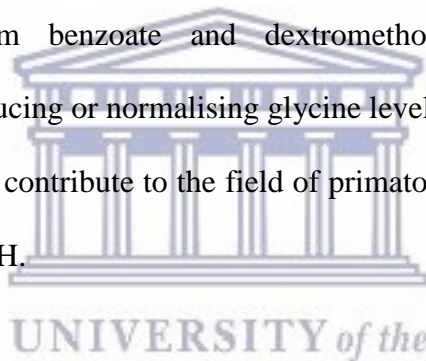 m benzoate and dextrometho
ucing or normalising glycine level
contribute to the field of primato
H.
UNIVERSITY of the